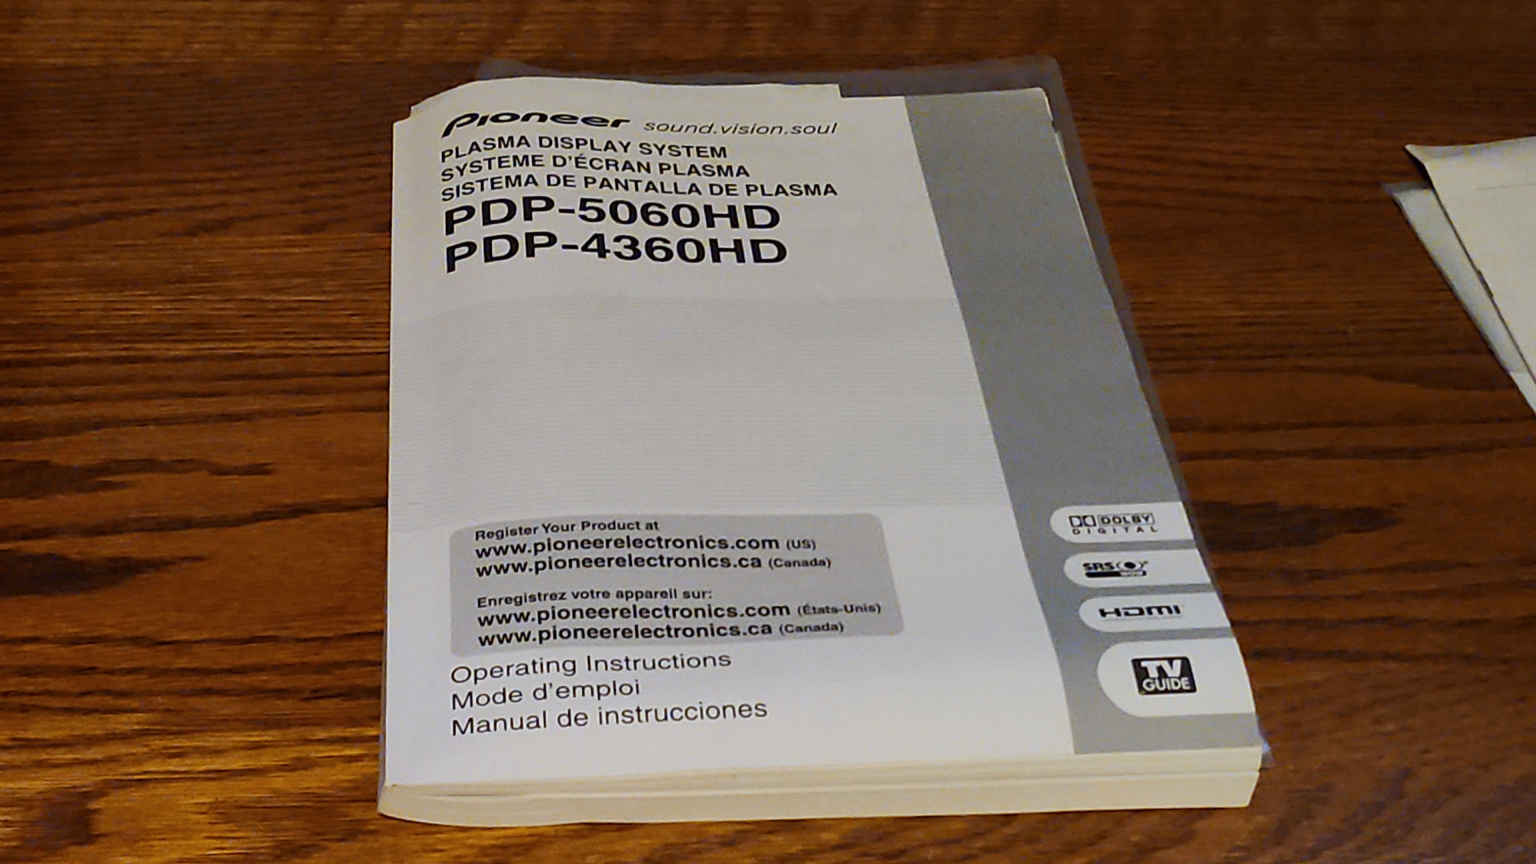 Pioneer sound.vision.soul
PLASMA DISPLAY SYSTEM
SYSTÈME D'ÉCRAN PLASMA
SISTEMA DE PANTALLA DE PLASMA
PDP-5060HD
PDP-4360HD
Register Your Product at
www.pioneerelectronics.com (US)
www.pioneerelectronics.ca (Canada)
Enregistrez votre appareil sur:
www.pioneerelectronics.com (États-Unis)
www.pioneerelectronics.ca (Canada)
Operating Instructions
Mode d'emploi
Manual de instrucciones
DOLBY
DIGITAL
SRS
WOW
HDMI
TV
GUIDE